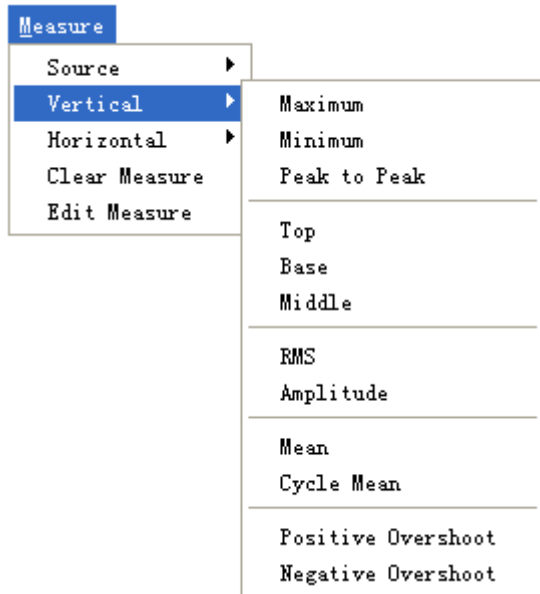 Measure
Source
Vertical
Horizontal
Clear Measure
Edit Measure
Maximum
Minimum
Peak to Peak
Top
Base
Middle
RMS
Amplitude
Mean
Cycle Mean
Positive Overshoot
Negative Overshoot